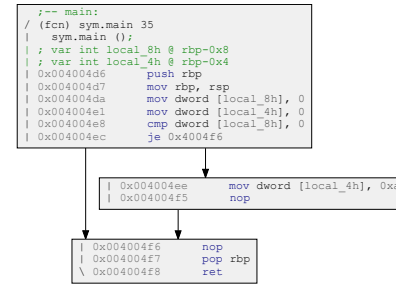 ;-- main:
/ (fcn) sym.main 35
|   sym.main ();
| ; var int local_8h @ rbp-0x8
| ; var int local_4h @ rbp-0x4
| 0x004004d6      push rbp
| 0x004004d7      mov rbp, rsp
| 0x004004da      mov dword [local_8h], 0
| 0x004004e1      mov dword [local_4h], 0
| 0x004004e8      cmp dword [local_8h], 0
| 0x004004ec      je 0x4004f6
| 0x004004ee      mov dword [local_4h], 0xa
| 0x004004f5      nop
| 0x004004f6      nop
| 0x004004f7      pop rbp
\ 0x004004f8      ret